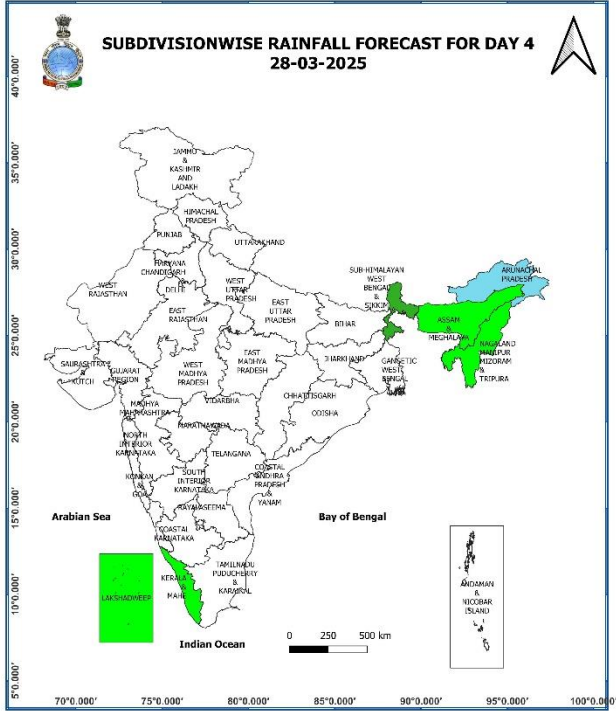 SUBDIVISIONWISE RAINFALL FORECAST FOR DAY 4
28-03-2025
40°0.000'
35°0.000'
30°0.000'
25°0.000'
20°0.000'
15°0.000'
10°0.000'
5°0.000'
JAMMO
&
KASHMIR
AND
LADAKH
HIMACHAL
PRADESH
PUNJAB
UTTARAKHAND
HARYANA
CHANDIGARH
&
DELHI
WEST
RAJASTHAN
WEST
UTTAR
PRADESH
EAST
RAJASTHAN
EAST
UTTAR
PRADESH
SUB-HIMALAYAN
WEST
BENGAL
&
SIKKIM
ARUNACHAL
PRADESH
ASSAM
&
MEGHALAYA
NAGALAND
MANIPUR
MIZORAM
&
TRIPURA
BIHAR
JHARKHAND
GANGETIC
WEST
BENGAL
SAURASHTRA
&
KUTCH
GUJARAT
REGION
WEST
MADHYA
PRADESH
EAST
MADHYA
PRADESH
CHHATTISGARH
ODISHA
VIDARBHA
MADHYA
MAHARASHTRA
MARATHAWADA
NORTH
INTERIOR
KARNATAKA
TELANGANA
KONKAN
&
GOA
SOUTH
INTERIOR
KARNATAKA
COASTAL
ANDHRA
PRADESH
&
YANAM
RAYALASEEMA
COASTAL
KARNATAKA
Arabian Sea
Bay of Bengal
LAKSHADWEEP
KERALA
&
MAHE
TAMILNADU
PUDUCHERRY
&
KARAIKAL
ANDAMAN
&
NICOBAR
ISLAND
Indian Ocean
0 250 500 km
70°0.000' 75°0.000' 80°0.000' 85°0.000' 90°0.000' 95°0.000' 100°0.000'